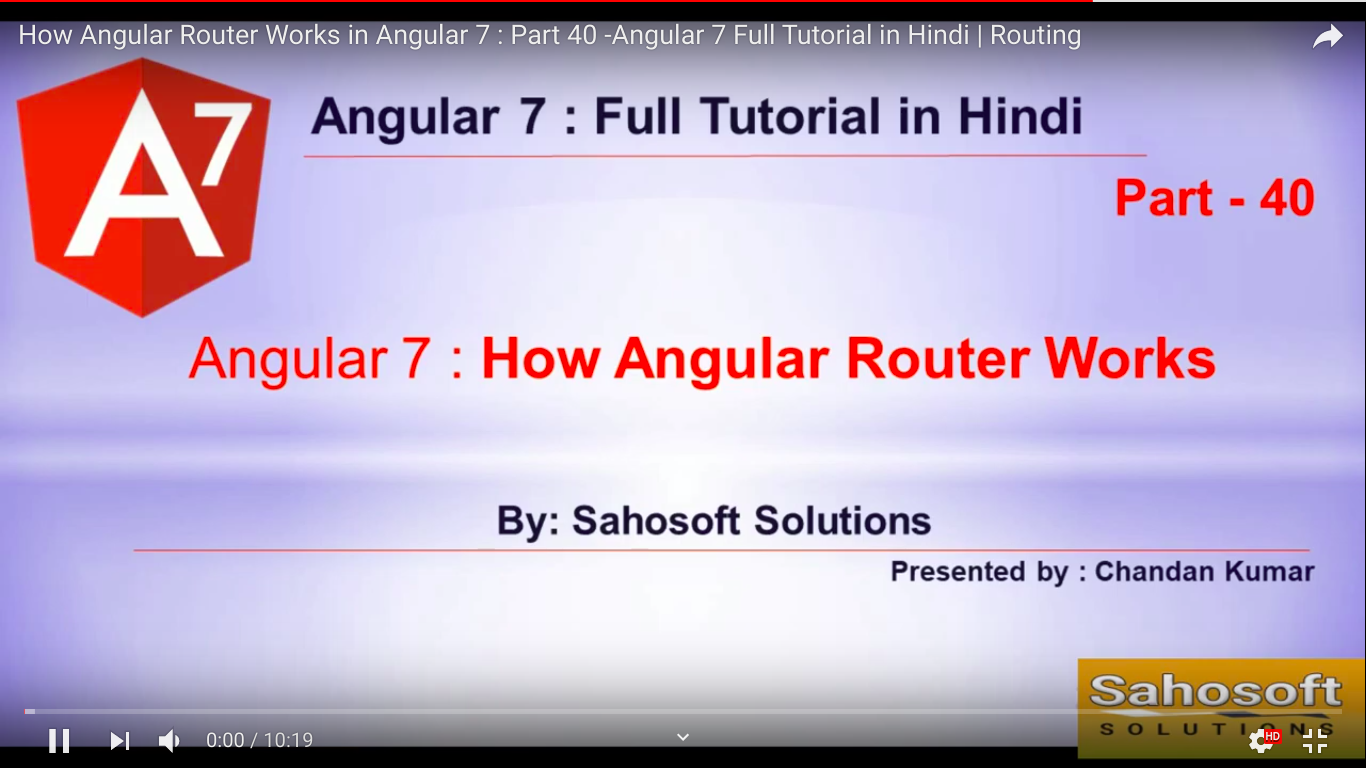 How Angular Router Works in Angular 7 : Part 40 -Angular 7 Full Tutorial in Hindi | Routing
A7
Angular 7 : Full Tutorial in Hindi
Part - 40
Angular 7 : How Angular Router Works
By: Sahosoft Solutions
Presented by : Chandan Kumar
Sahosoft
SOLUTIONS
0:00 / 10:19
HD